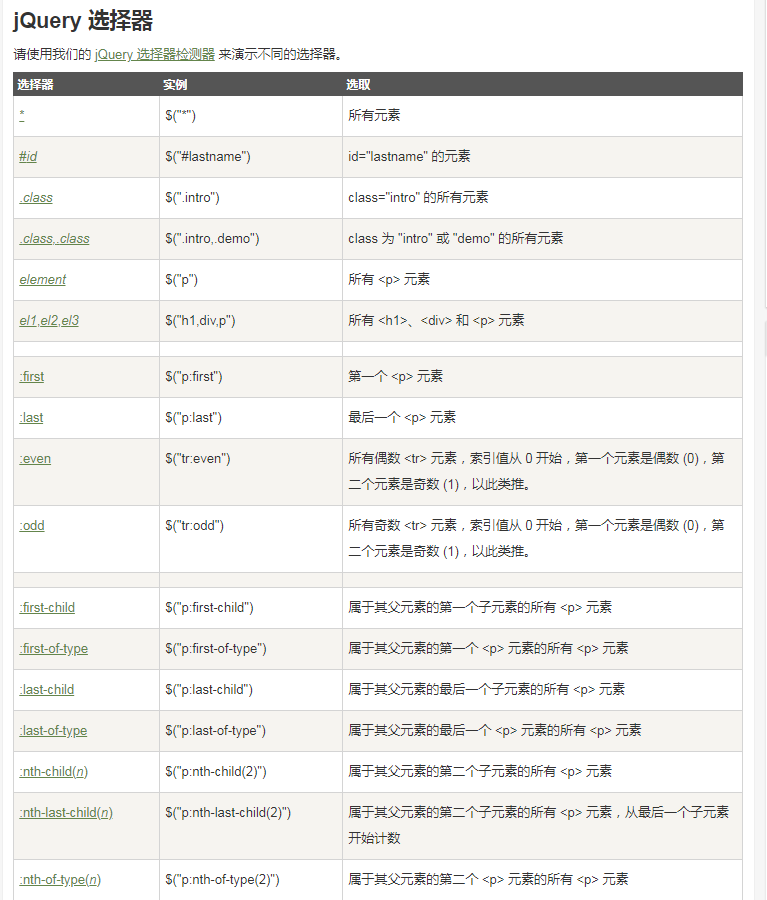 jQuery 选择器
请使用我们的 jQuery 选择器检测器 来演示不同的选择器。
选择器 实例 选取
* $("*") 所有元素
#id $("#lastname") id="lastname" 的元素
.class $(".intro") class="intro" 的所有元素
.class,.class $(".intro,.demo") class 为 "intro" 或 "demo" 的所有元素
element $("p") 所有 <p> 元素
el1,el2,el3 $("h1,div,p") 所有 <h1>、<div> 和 <p> 元素
:first $("p:first") 第一个 <p> 元素
:last $("p:last") 最后一个 <p> 元素
:even $("tr:even") 所有偶数 <tr> 元素，索引值从 0 开始，第一个元素是偶数 (0)，第
二个元素是奇数 (1)，以此类推。
:odd $("tr:odd") 所有奇数 <tr> 元素，索引值从 0 开始，第一个元素是偶数 (0)，第
二个元素是奇数 (1)，以此类推。
:first-child $("p:first-child") 属于其父元素的第一个子元素的所有 <p> 元素
:first-of-type $("p:first-of-type") 属于其父元素的第一个 <p> 元素的所有 <p> 元素
:last-child $("p:last-child") 属于其父元素的最后一个子元素的所有 <p> 元素
:last-of-type $("p:last-of-type") 属于其父元素的最后一个 <p> 元素的所有 <p> 元素
:nth-child(n) $("p:nth-child(2)") 属于其父元素的第二个子元素的所有 <p> 元素
:nth-last-child(n) $("p:nth-last-child(2)") 属于其父元素的第二个子元素的所有 <p> 元素，从最后一个子元素
开始计数
:nth-of-type(n) $("p:nth-of-type(2)") 属于其父元素的第二个 <p> 元素的所有 <p> 元素